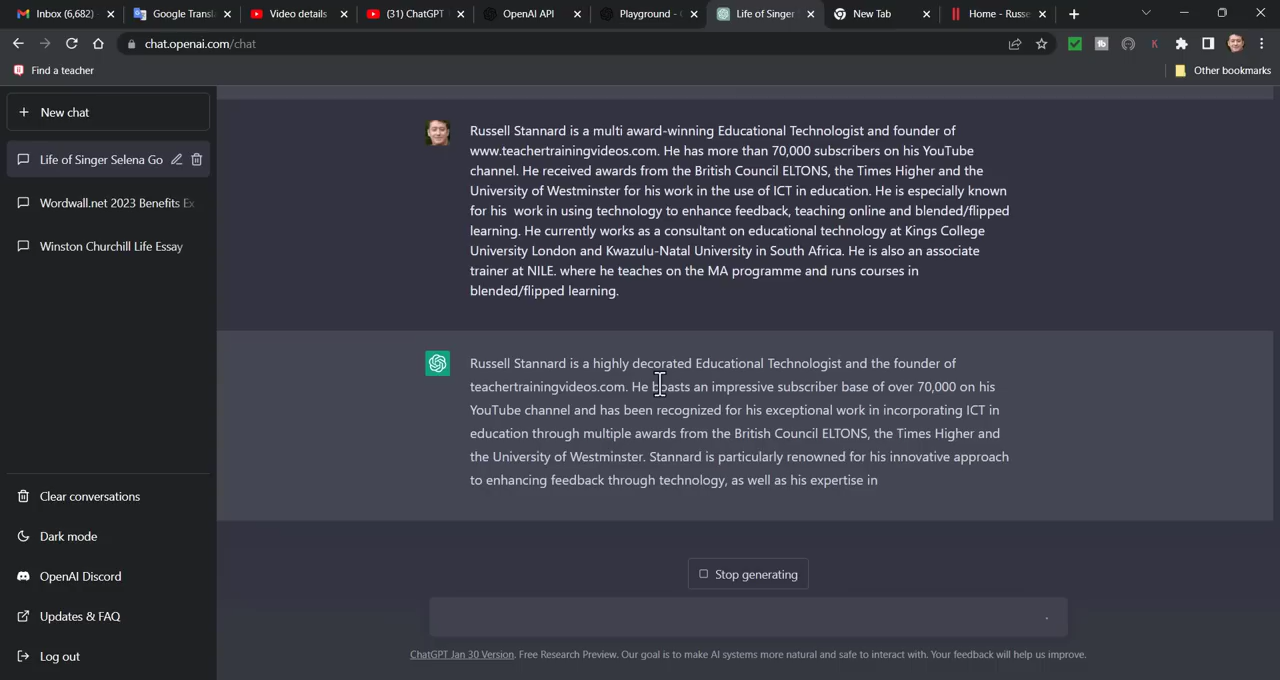 Inbox (6,682)
Google Transl
Video details
(31) ChatGPT
OpenAI API
Playground -
Life of Singer
New Tab
Home - Russe
chat.openai.com/chat
Find a teacher
Other bookmarks
New chat
Life of Singer Selena Go
Wordwall.net 2023 Benefits Ex
Winston Churchill Life Essay
Clear conversations
Dark mode
OpenAI Discord
Updates & FAQ
Log out
Russell Stannard is a multi award-winning Educational Technologist and founder of
www.teachertrainingvideos.com. He has more than 70,000 subscribers on his YouTube
channel. He received awards from the British Council ELTONS, the Times Higher and the
University of Westminster for his work in the use of ICT in education. He is especially known
for his  work in using technology to enhance feedback, teaching online and blended/flipped
learning. He currently works as a consultant on educational technology at Kings College
University London and Kwazulu-Natal University in South Africa. He is also an associate
trainer at NILE. where he teaches on the MA programme and runs courses in
blended/flipped learning.
Russell Stannard is a highly decorated Educational Technologist and the founder of
teachertrainingvideos.com. He boasts an impressive subscriber base of over 70,000 on his
YouTube channel and has been recognized for his exceptional work in incorporating ICT in
education through multiple awards from the British Council ELTONS, the Times Higher and
the University of Westminster. Stannard is particularly renowned for his innovative approach
to enhancing feedback through technology, as well as his expertise in
Stop generating
ChatGPT Jan 30 Version. Free Research Preview. Our goal is to make AI systems more natural and safe to interact with. Your feedback will help us improve.